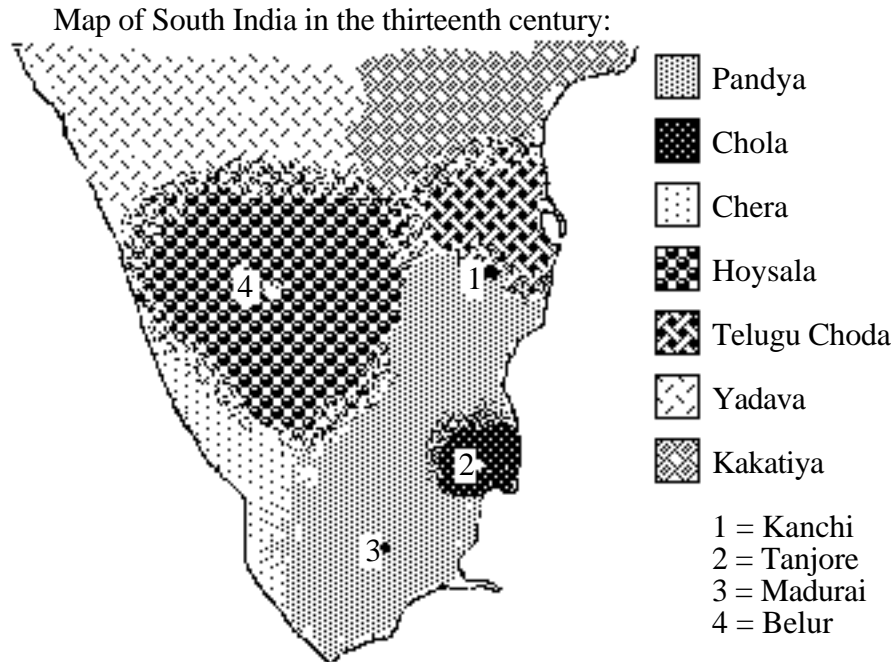 Map of South India in the thirteenth century:
Pandya
Chola
Chera
Hoysala
Telugu Choda
Yadava
Kakatiya
1 = Kanchi
2 = Tanjore
3 = Madurai
4 = Belur
4
1
2
3